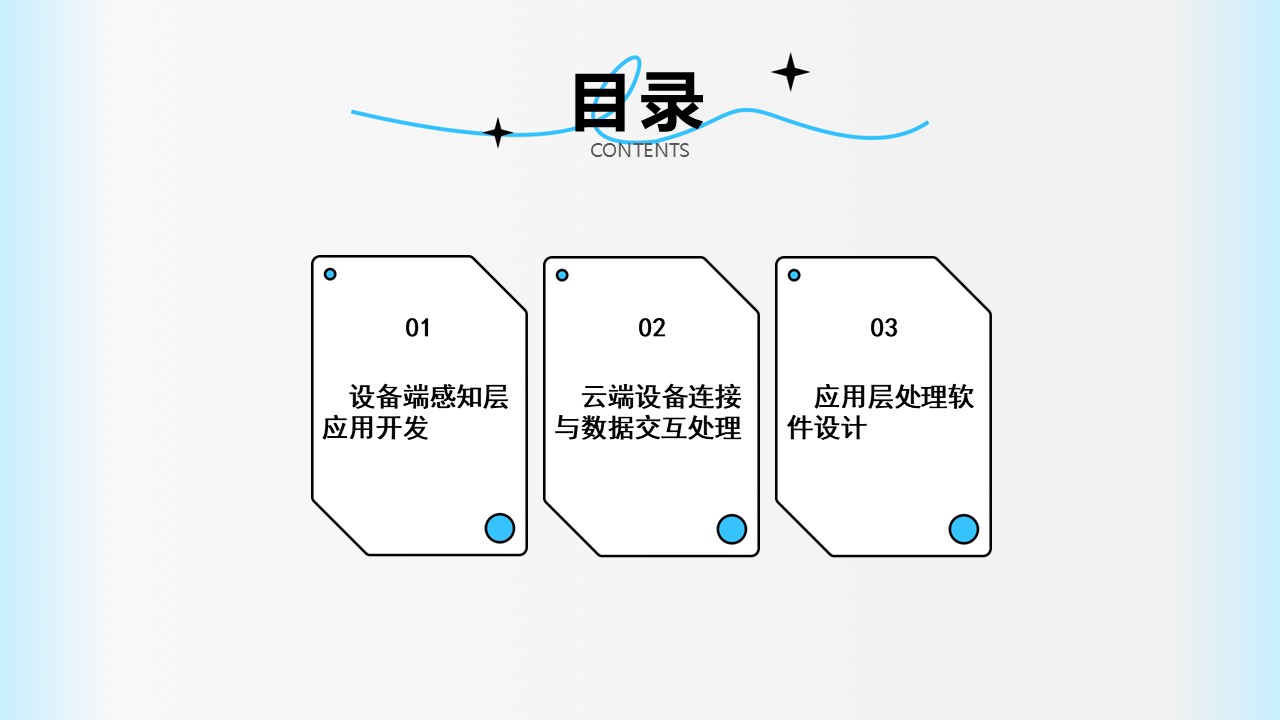 目录
CONTENTS
01
设备端感知层
应用开发
02
云端设备连接
与数据交互处理
03
应用层处理软
件设计